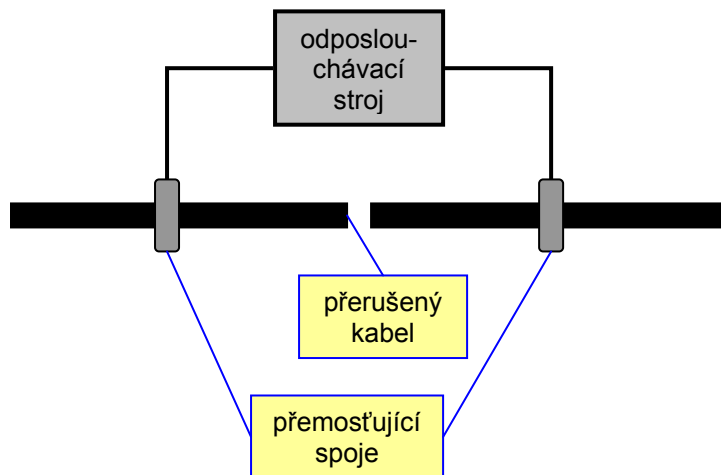 odposlou-
chávací
stroj
přerušený
kabel
přemosťující
spoje